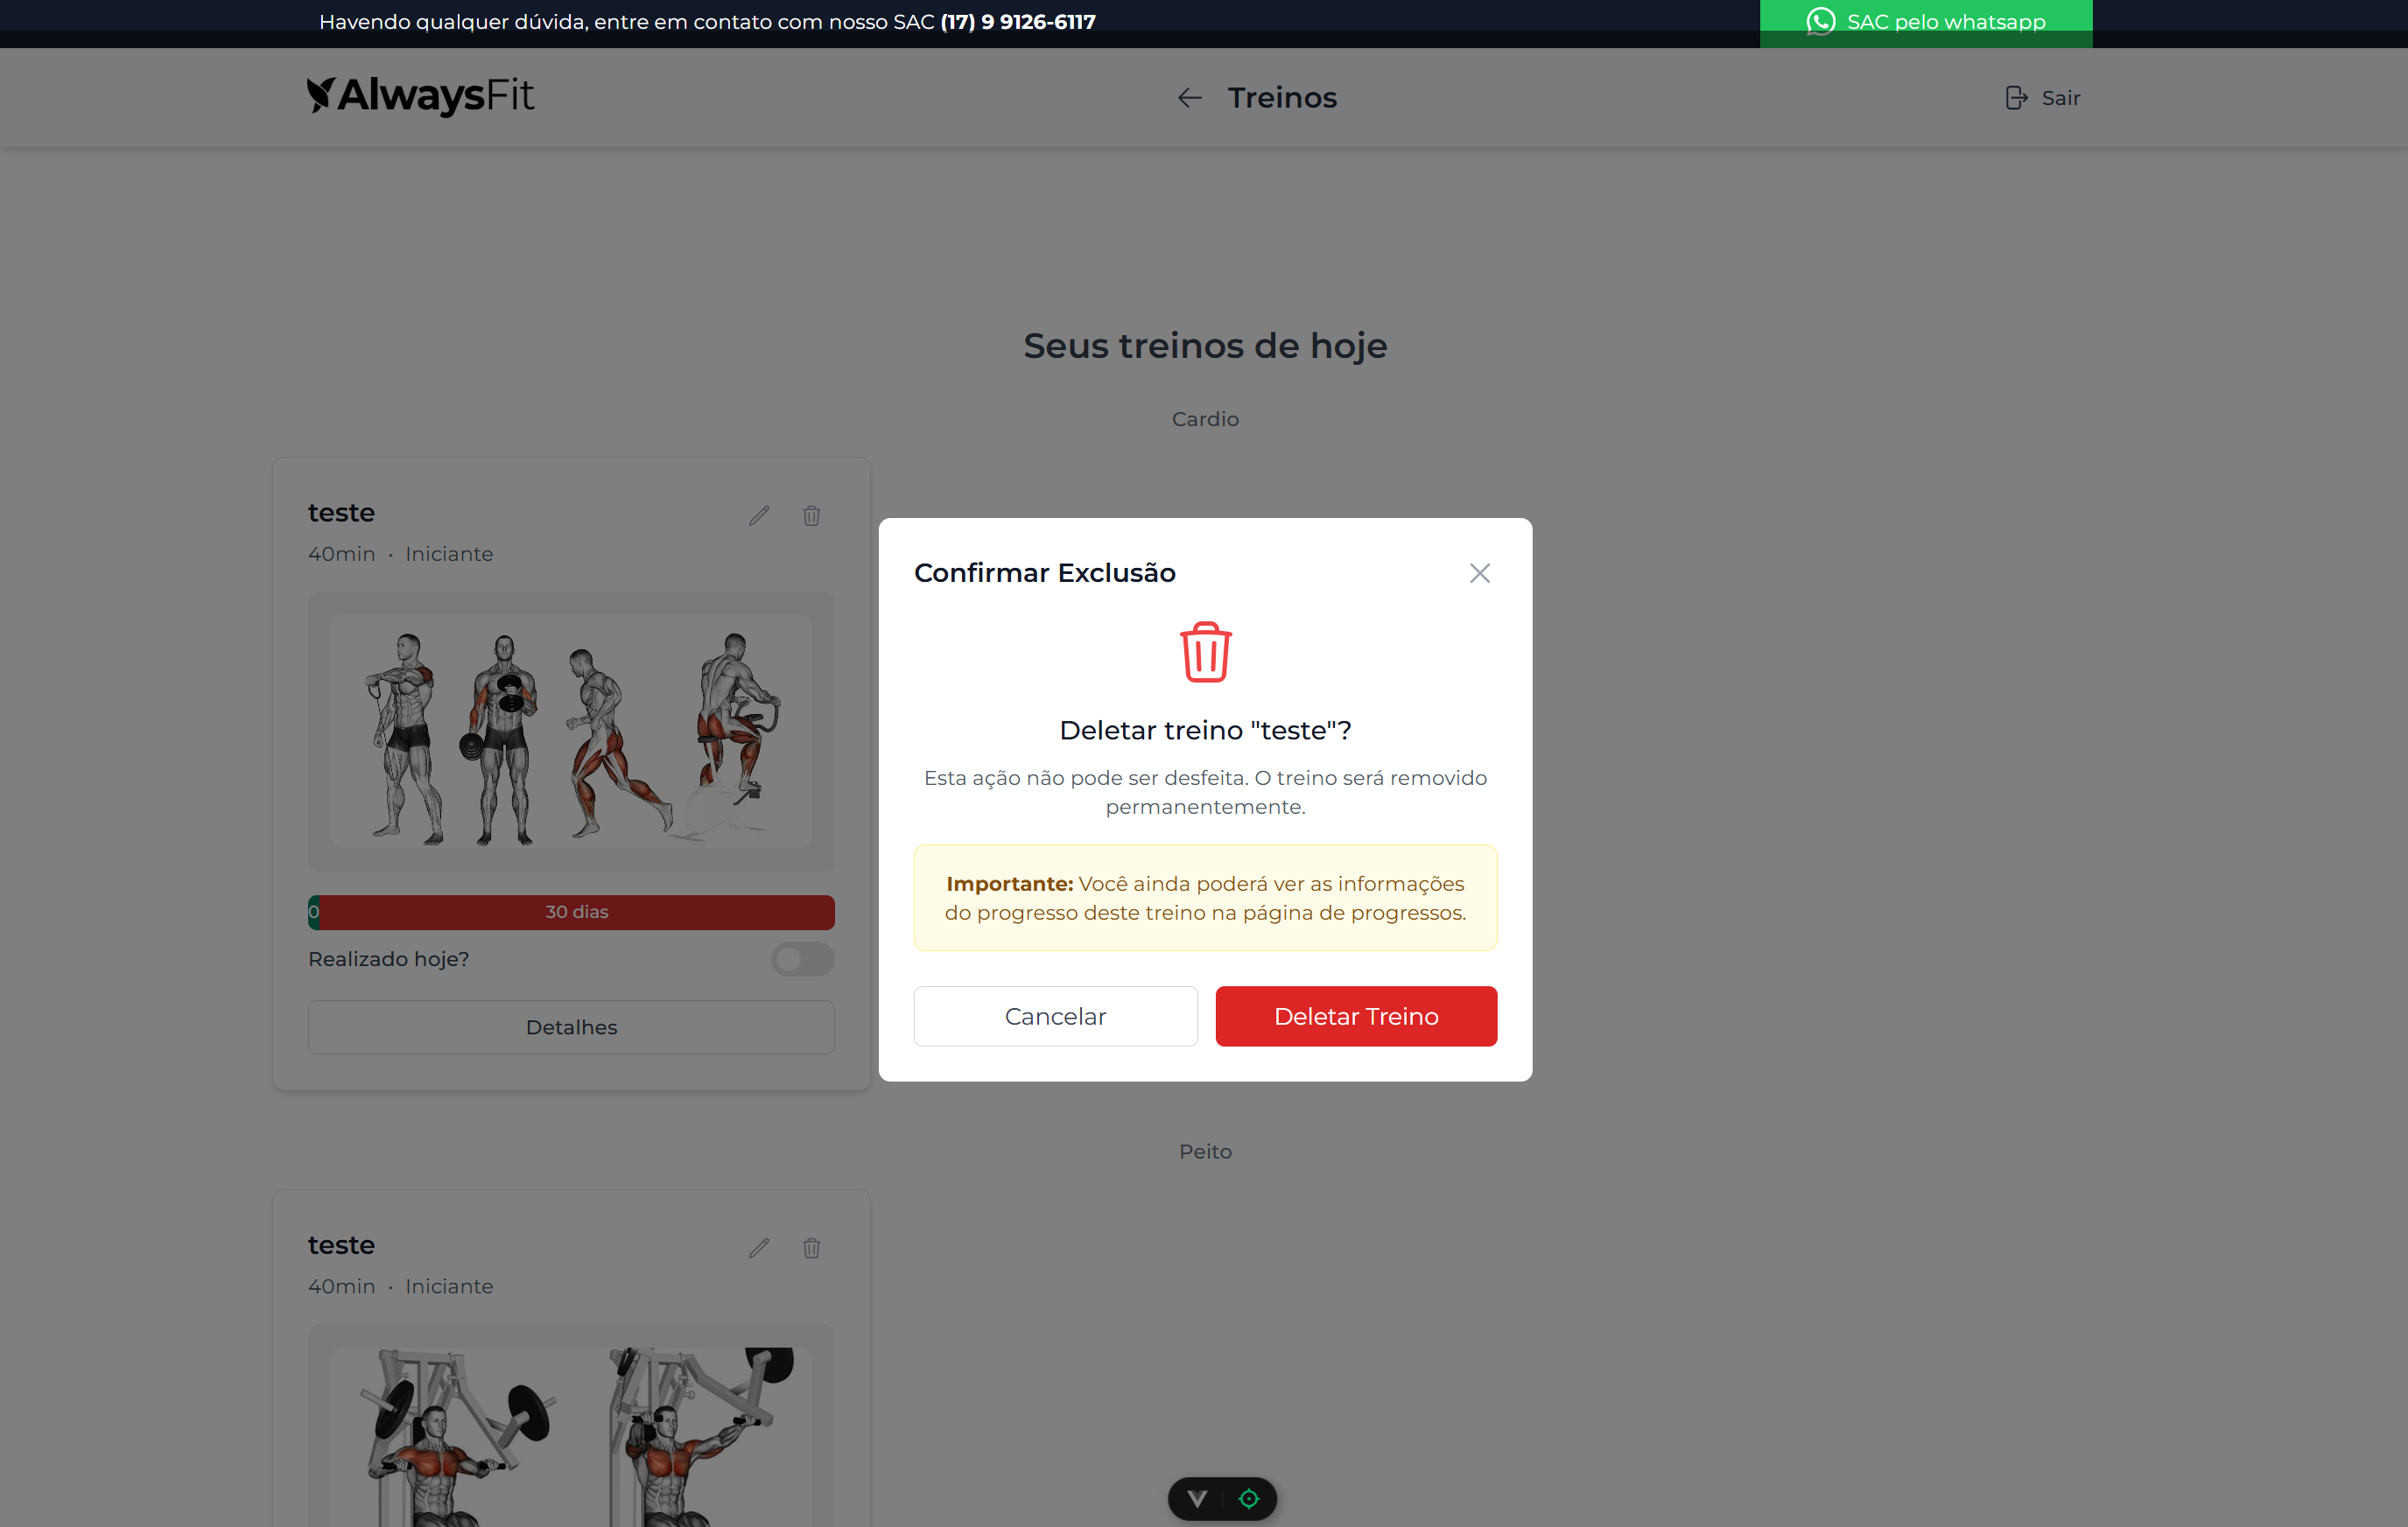 Havendo qualquer dúvida, entre em contato com nosso SAC (17) 9 9126-6117
SAC pelo whatsapp
AlwaysFit
Treinos
Sair
Seus treinos de hoje
Cardio
teste
40min • Iniciante
0
30 dias
Realizado hoje?
Detalhes
Confirmar Exclusão
Deletar treino "teste"?
Esta ação não pode ser desfeita. O treino será removido
permanentemente.
Importante: Você ainda poderá ver as informações
do progresso deste treino na página de progressos.
Cancelar
Deletar Treino
Peito
teste
40min • Iniciante